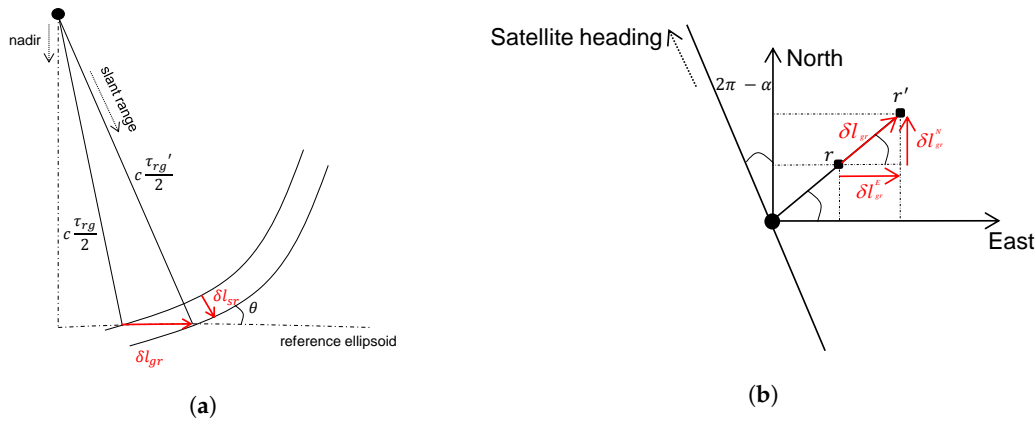 nadir
slant range
c τrg′/2
c τrg/2
δlsr
θ
reference ellipsoid
δlgr
(a)
Satellite heading
North
2π − α
r′
δlgr
δlgrN
r
δlgrE
East
(b)